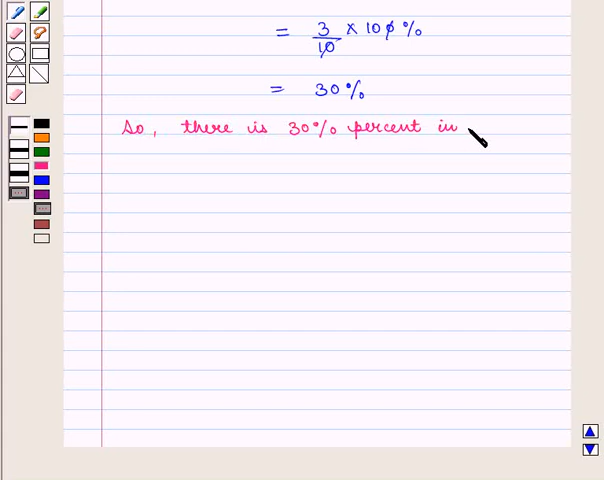 = 3/10 × 100 %
= 30 %
So, there is 30% percent in